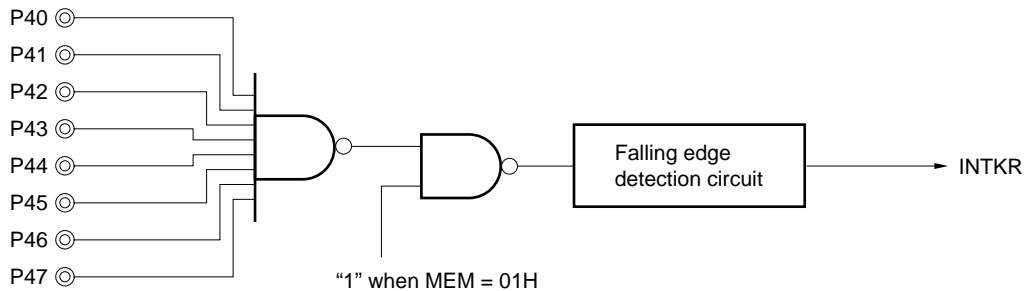 P40
P41
P42
P43
P44
P45
P46
P47
Falling edge
detection circuit
INTKR
“1” when MEM = 01H